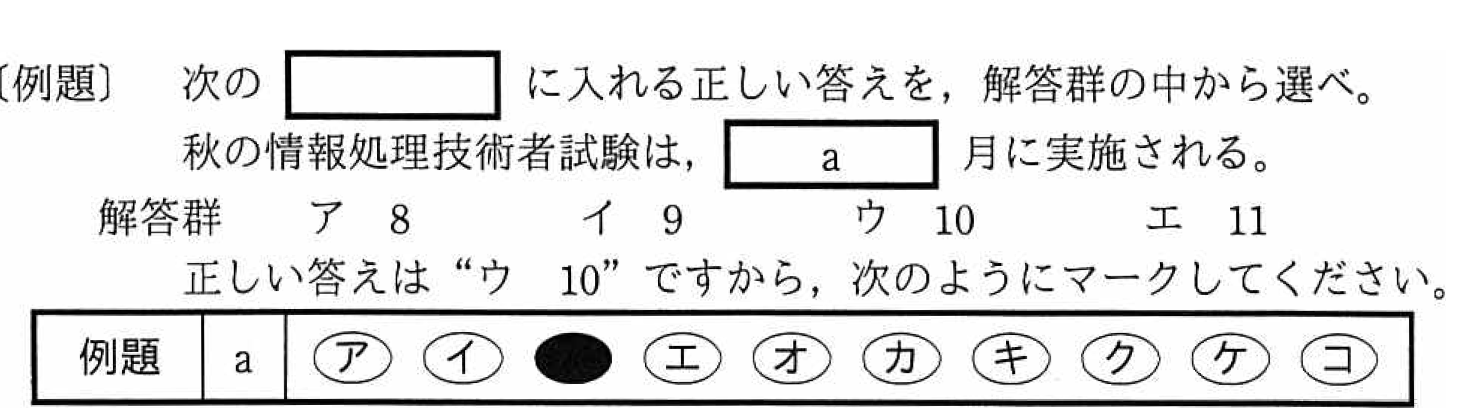 〔例題〕 次の に入れる正しい答えを，解答群の中から選べ。
秋の情報処理技術者試験は， a 月に実施される。
解答群 ア 8 イ 9 ウ 10 エ 11
正しい答えは“ウ 10”ですから，次のようにマークしてください。
例題 a ア イ エ オ カ キ ク ケ コ